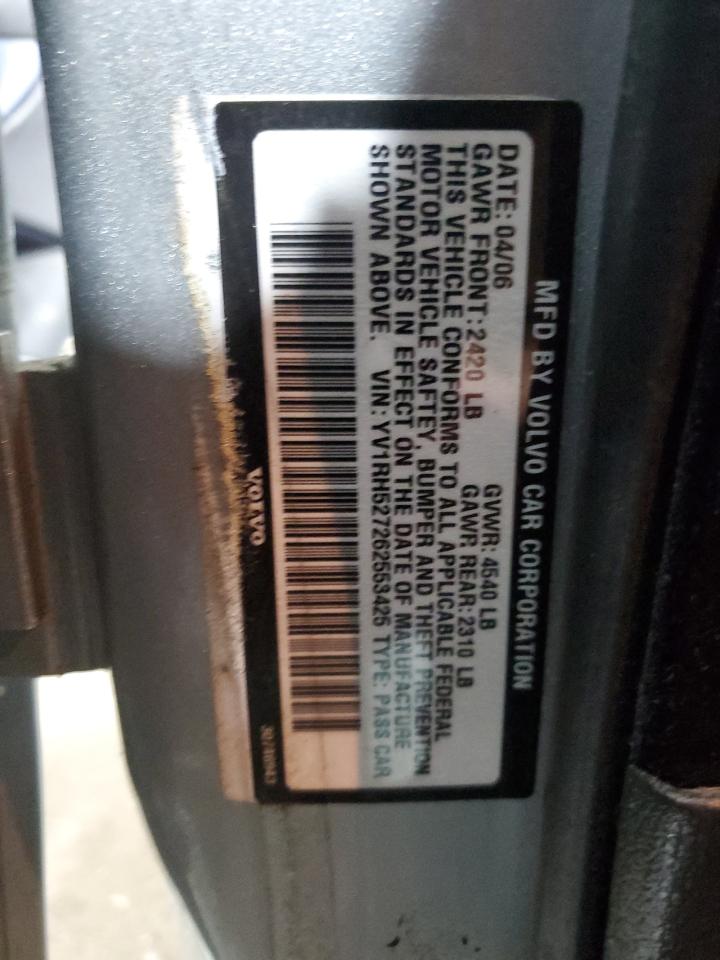 MFD BY VOLVO CAR CORPORATION
DATE: 04/06 GVWR: 4540 LB
GAWR FRONT: 2420 LB GAWR REAR: 2310 LB
THIS VEHICLE CONFORMS TO ALL APPLICABLE FEDERAL
MOTOR VEHICLE SAFTEY, BUMPER AND THEFT PREVENTION
STANDARDS IN EFFECT ON THE DATE OF MANUFACTURE
SHOWN ABOVE. VIN: YV1RH527262553425 TYPE: PASS CAR
VOLVO